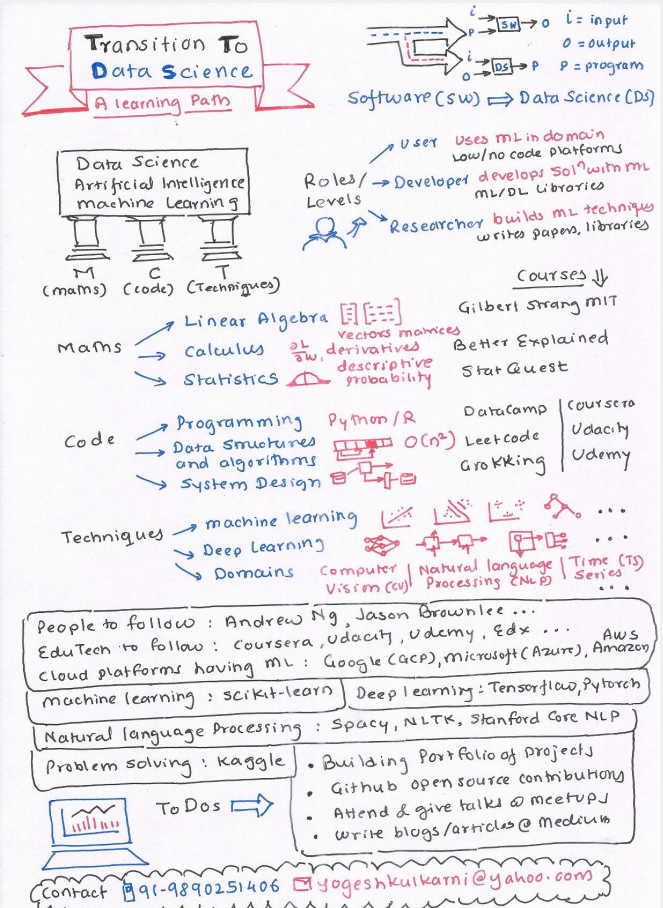 Transition To
Data Science
A learning Path
i → SW → o
P
i → DS → P
o
i = input
o = output
P = program
Software (SW) ⇒ Data Science (DS)
Data Science
Artificial Intelligence
machine Learning
M C T
(maths) (code) (Techniques)
Roles/
Levels
User Uses ML in domain
Low/no code platforms
Developer develops Solⁿ with ML
ML/DL Libraries
Researcher builds ML techniques
writes papers, libraries
Courses
Maths
Linear Algebra
vectors matrices
Calculus ∂L/∂w, derivatives
Statistics descriptive
probability
Gilbert Strang MIT
Better Explained
Stat Quest
Code
Programming Python/R
Data Structures
and algorithms O(n²)
System Design
DataCamp | Coursera
Leetcode | Udacity
Grokking | Udemy
Techniques
machine learning ...
Deep Learning ...
Domains Computer | Natural language | Time (TS)
Vision (CV) | Processing (NLP) | Series ...
People to follow : Andrew Ng, Jason Brownlee ...
EduTech to follow : Coursera, Udacity, Udemy, Edx ...
Cloud platforms having ML : Google (GCP), Microsoft (Azure), AWS Amazon
machine learning : scikit-learn
Deep learning : Tensorflow, Pytorch
Natural language Processing : Spacy, NLTK, Stanford Core NLP
Problem solving : Kaggle
ToDos
• Building Portfolio of Projects
• Github open source contributions
• Attend & give talks @ meetups
• write blogs/articles @ Medium
Contact 91-9890251406 yogeshkulkarni@yahoo.com